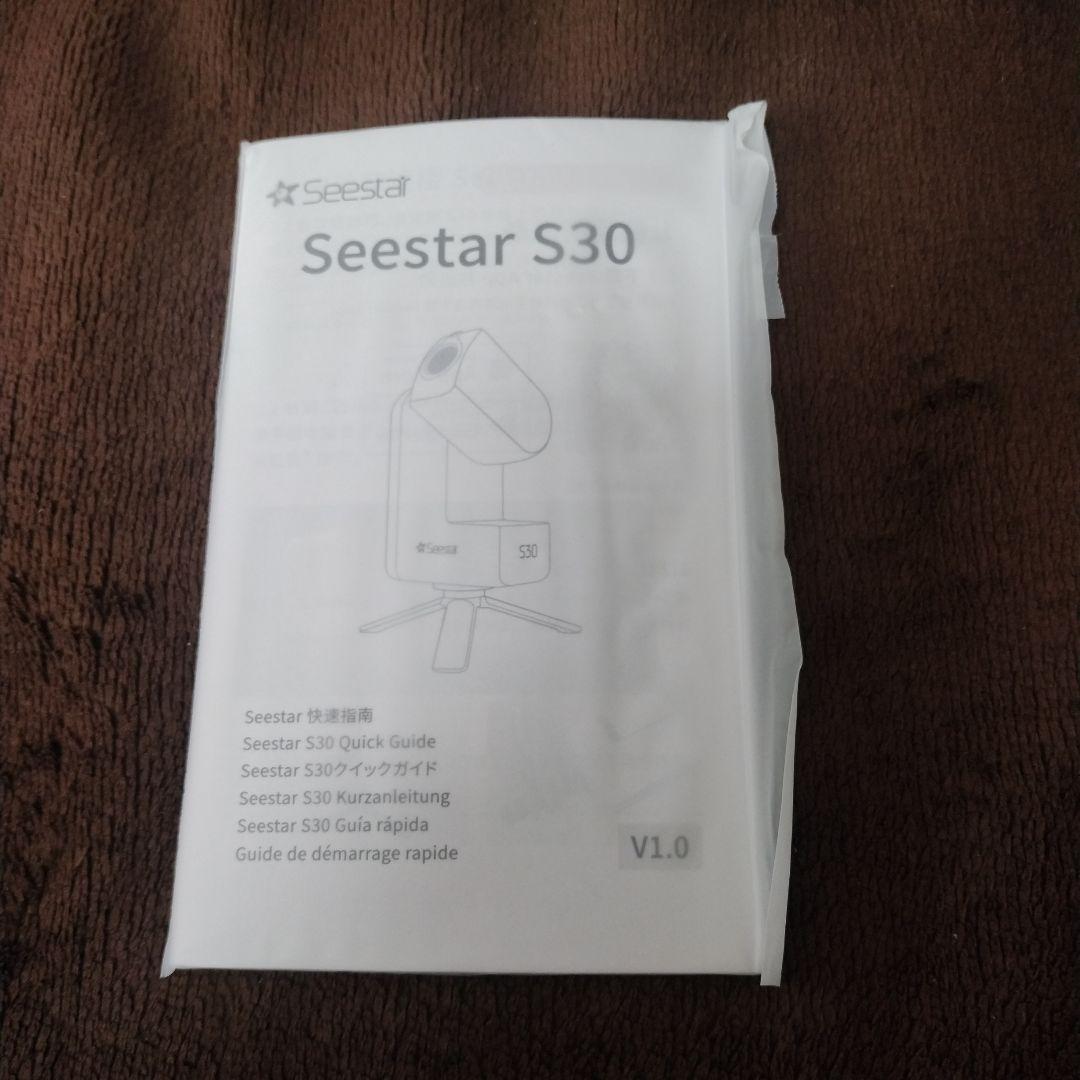 Seestar
Seestar S30
Seestar
S30
Seestar 快速指南
Seestar S30 Quick Guide
Seestar S30クイックガイド
Seestar S30 Kurzanleitung
Seestar S30 Guía rápida
Guide de démarrage rapide
V1.0